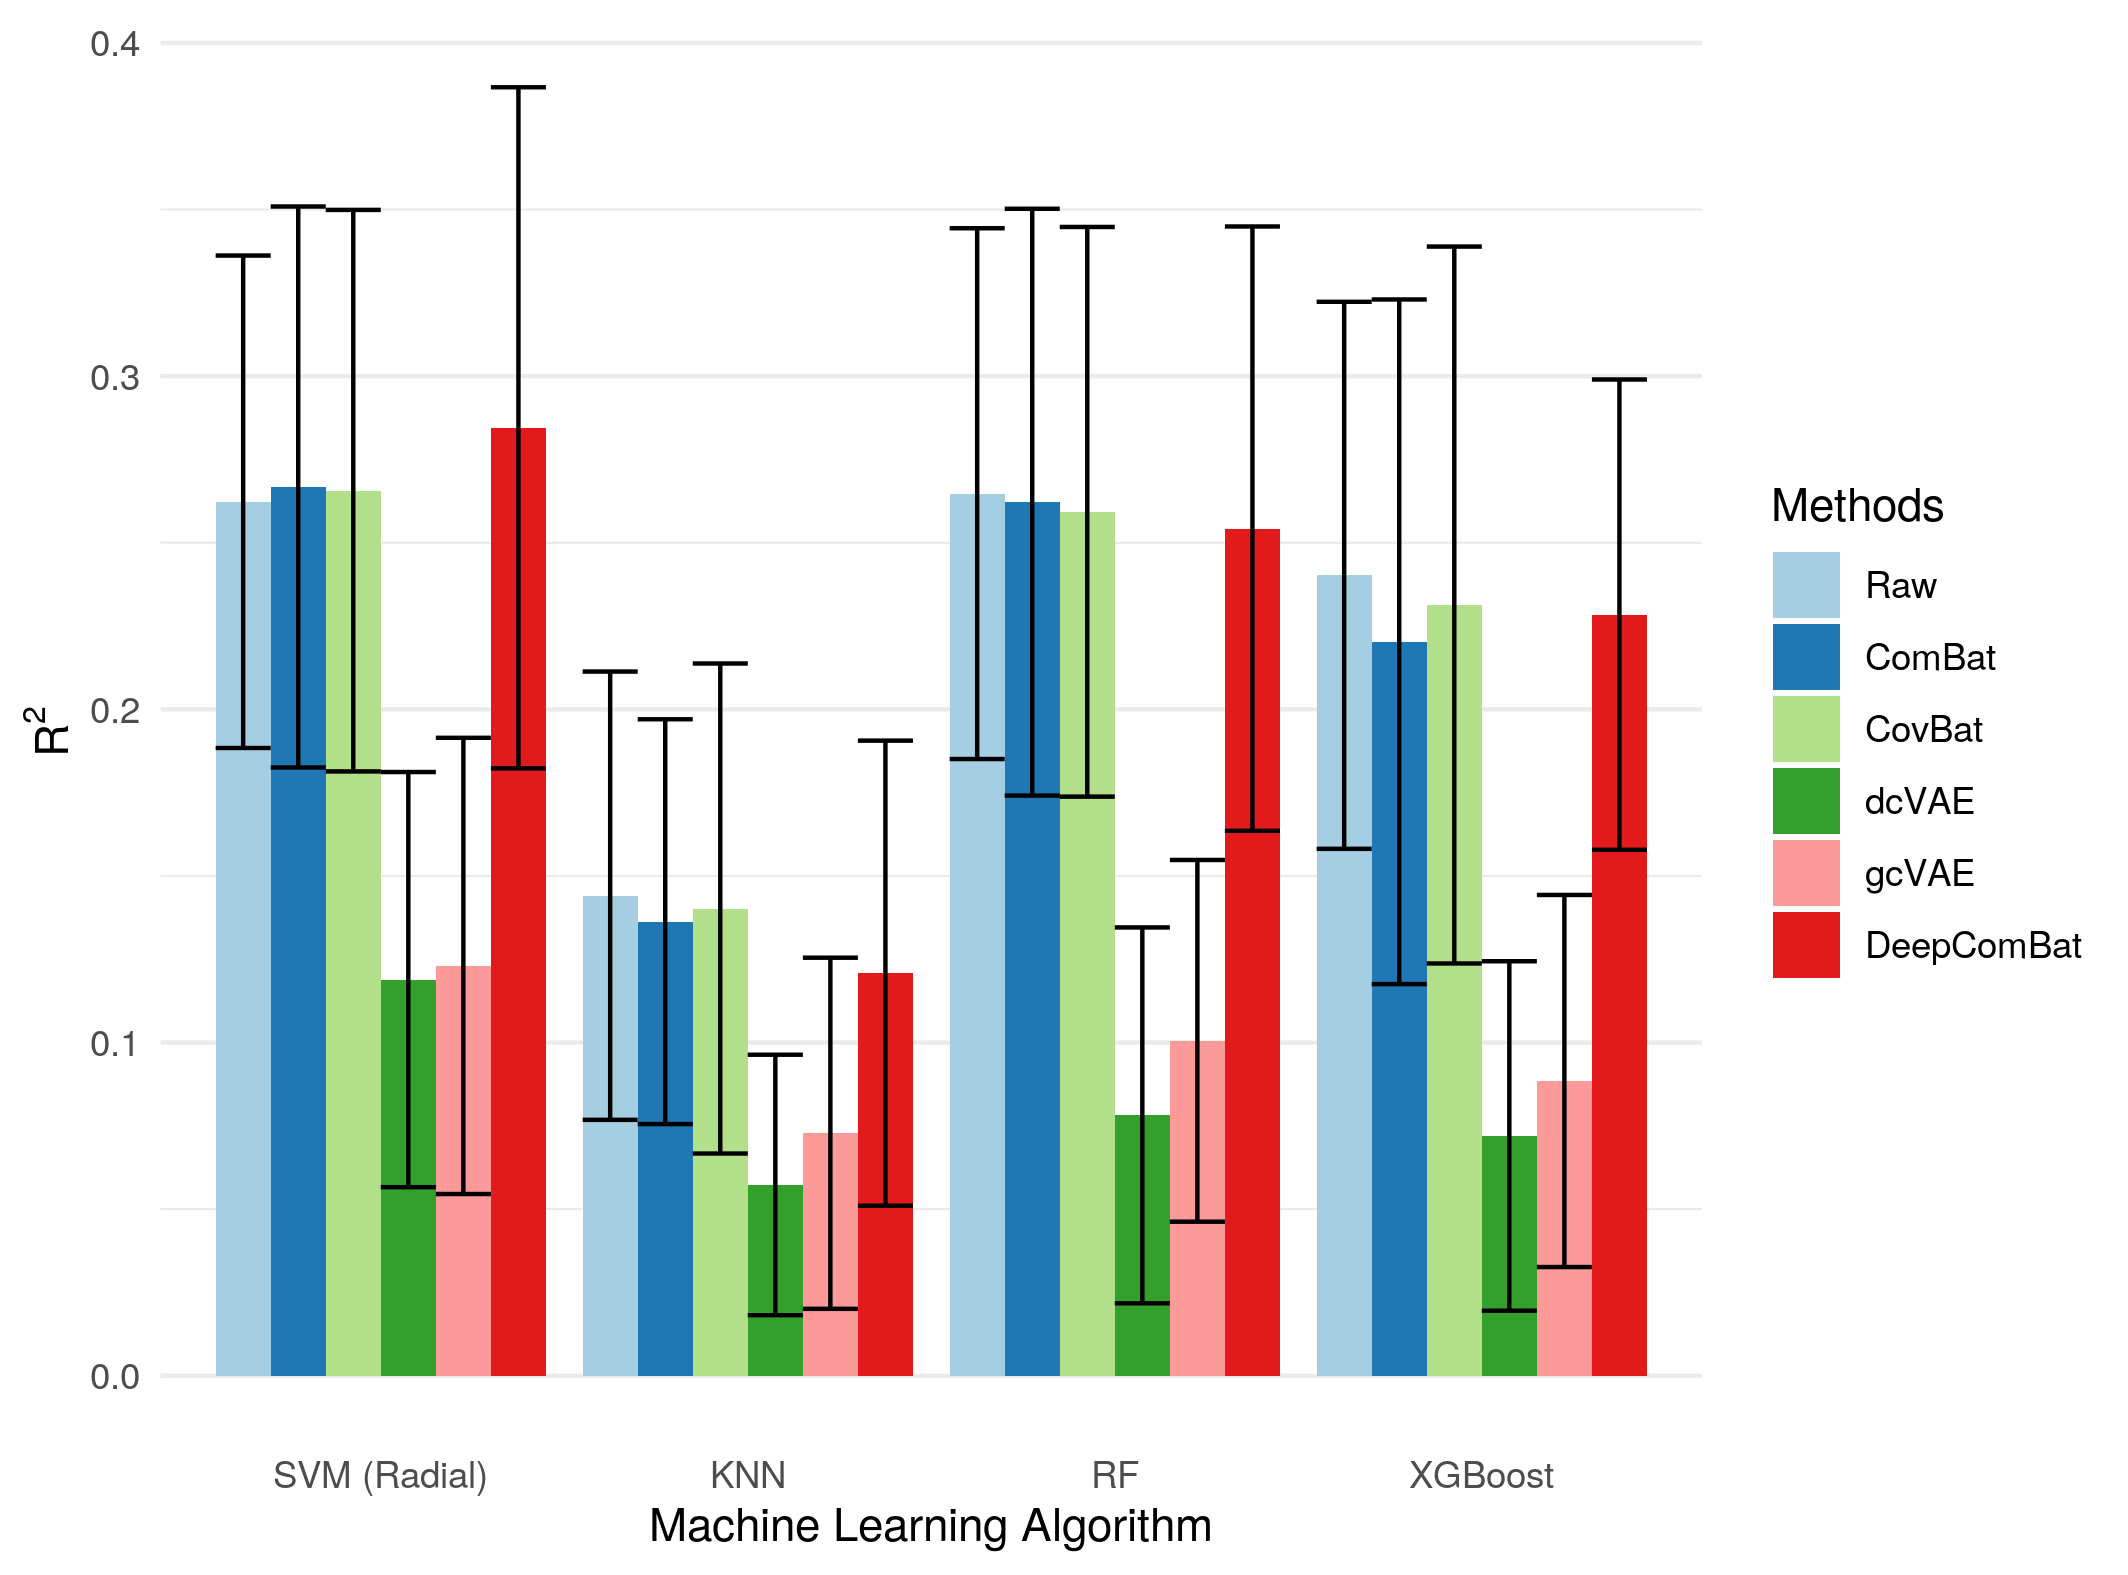 0.4
0.3
0.2
0.1
0.0
R²
SVM (Radial)
KNN
RF
XGBoost
Machine Learning Algorithm
Methods
Raw
ComBat
CovBat
dcVAE
gcVAE
DeepComBat